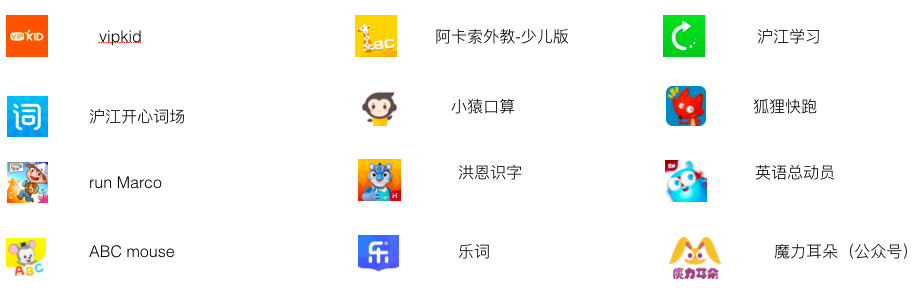 VIPKID
vipkid
ABC
阿卡索外教-少儿版
沪江学习
词
沪江开心词场
小猿口算
狐狸快跑
run Marco
H
洪恩识字
英语总动员
ABC
ABC mouse
乐
乐词
魔力耳朵
魔力耳朵（公众号）